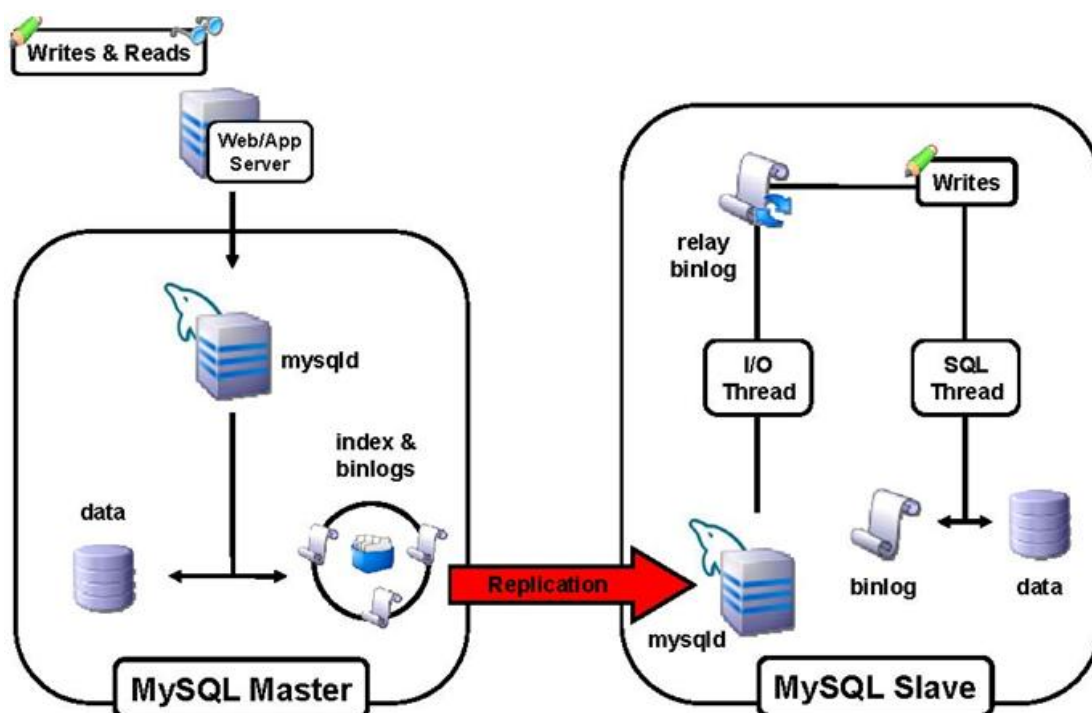 Writes & Reads
Web/App
Server
mysqld
index &
binlogs
data
MySQL Master
Replication
relay
binlog
Writes
I/O
Thread
SQL
Thread
mysqld
binlog
data
MySQL Slave